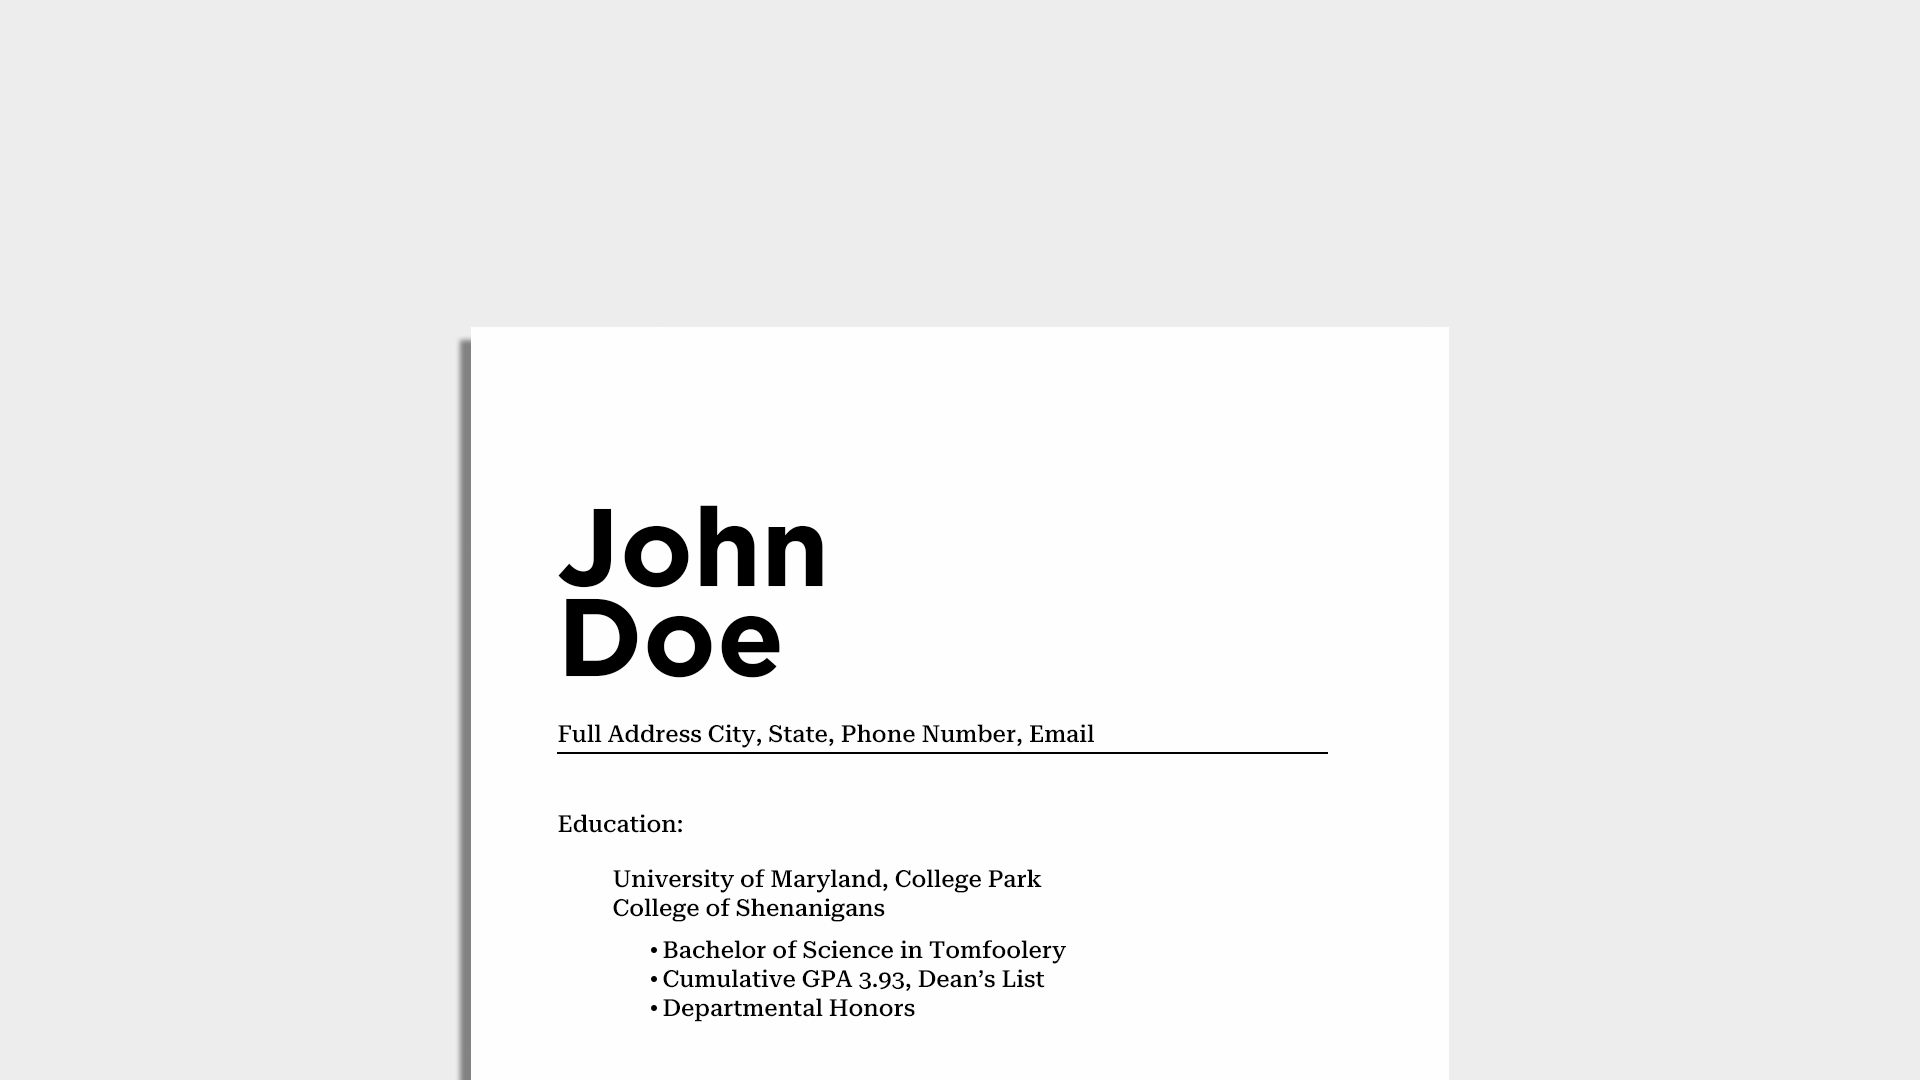 John
Doe
Full Address City, State, Phone Number, Email
Education:
University of Maryland, College Park
College of Shenanigans
• Bachelor of Science in Tomfoolery
• Cumulative GPA 3.93, Dean’s List
• Departmental Honors